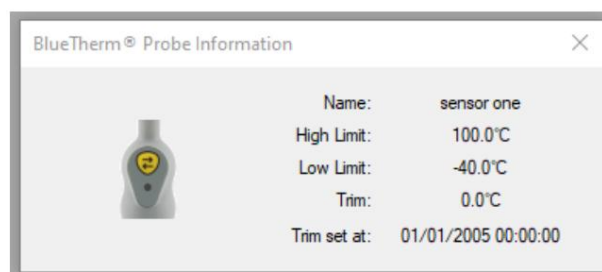 BlueTherm® Probe Information
Name: sensor one
High Limit: 100.0°C
Low Limit: -40.0°C
Trim: 0.0°C
Trim set at: 01/01/2005 00:00:00